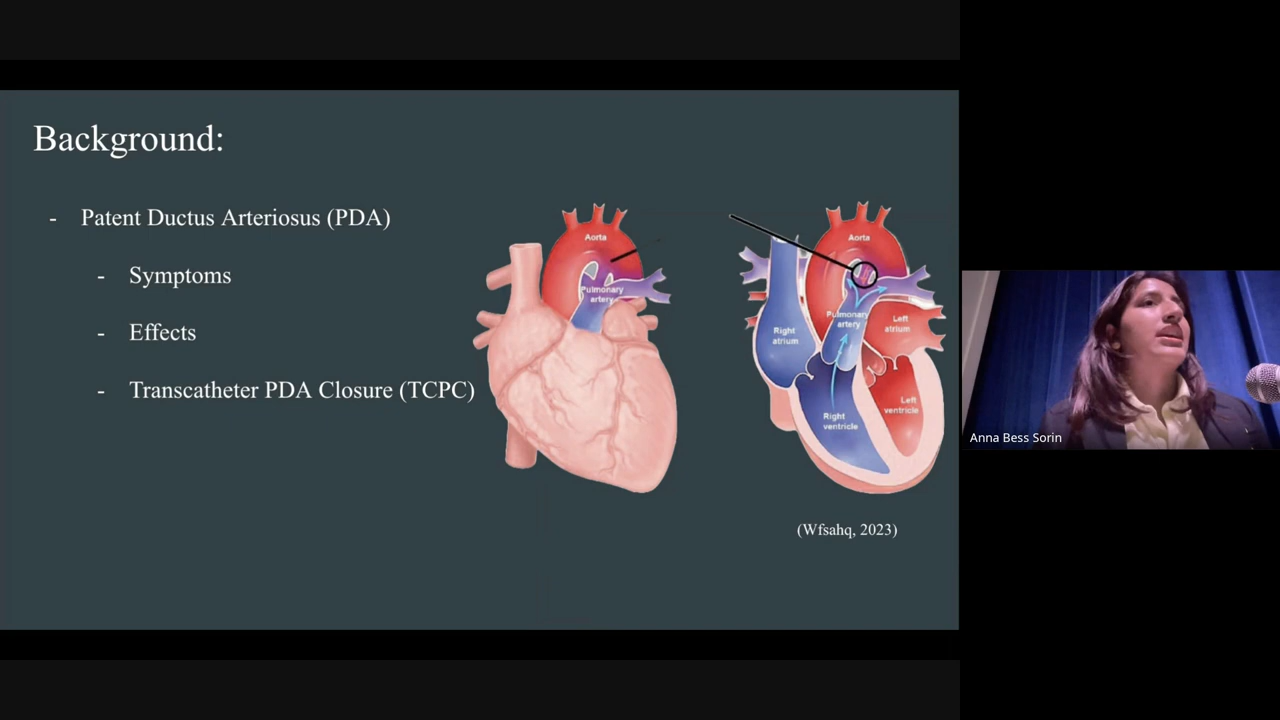 Background:
- Patent Ductus Arteriosus (PDA)
- Symptoms
- Effects
- Transcatheter PDA Closure (TCPC)
Aorta
Pulmonary
artery
Aorta
Pulmonary
artery
Left
atrium
Right
atrium
Left
ventricle
Right
ventricle
(Wfsahq, 2023)
Anna Bess Sorin